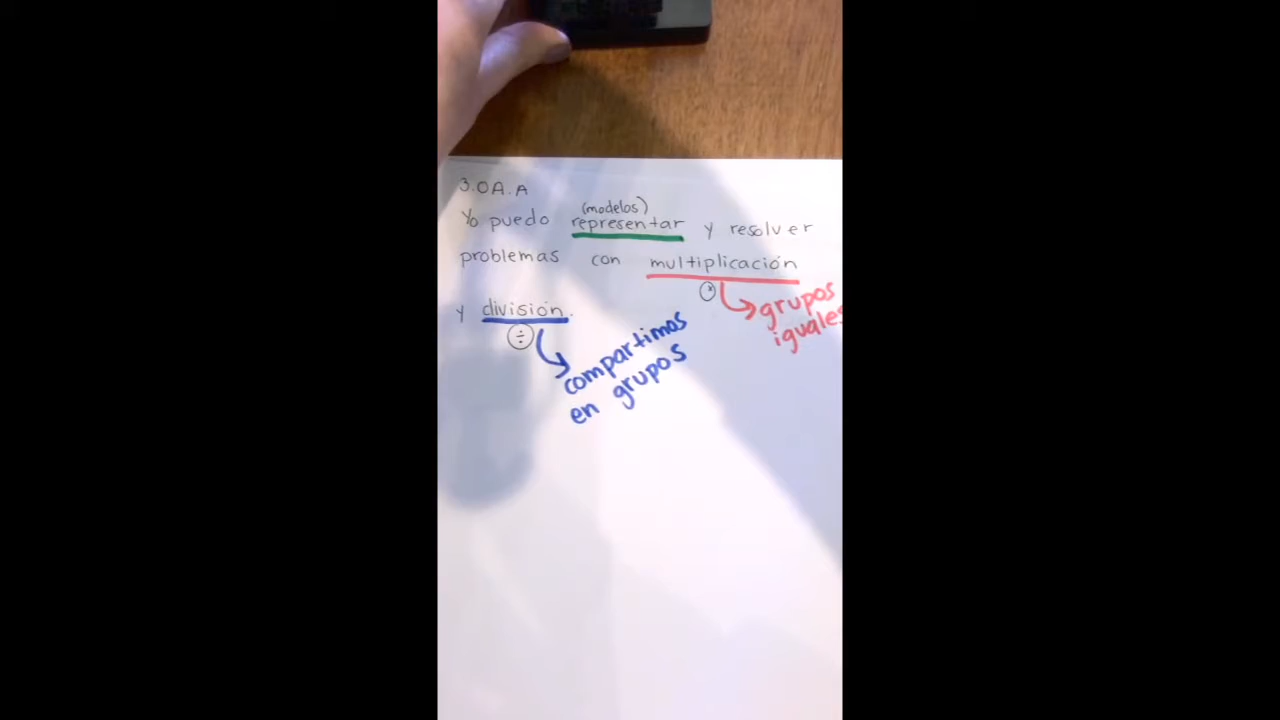 3.OA.A
(modelos)
Yo puedo representar y resolver
problemas con multiplicación
x
grupos
iguales
y división.
÷
compartimos
en grupos